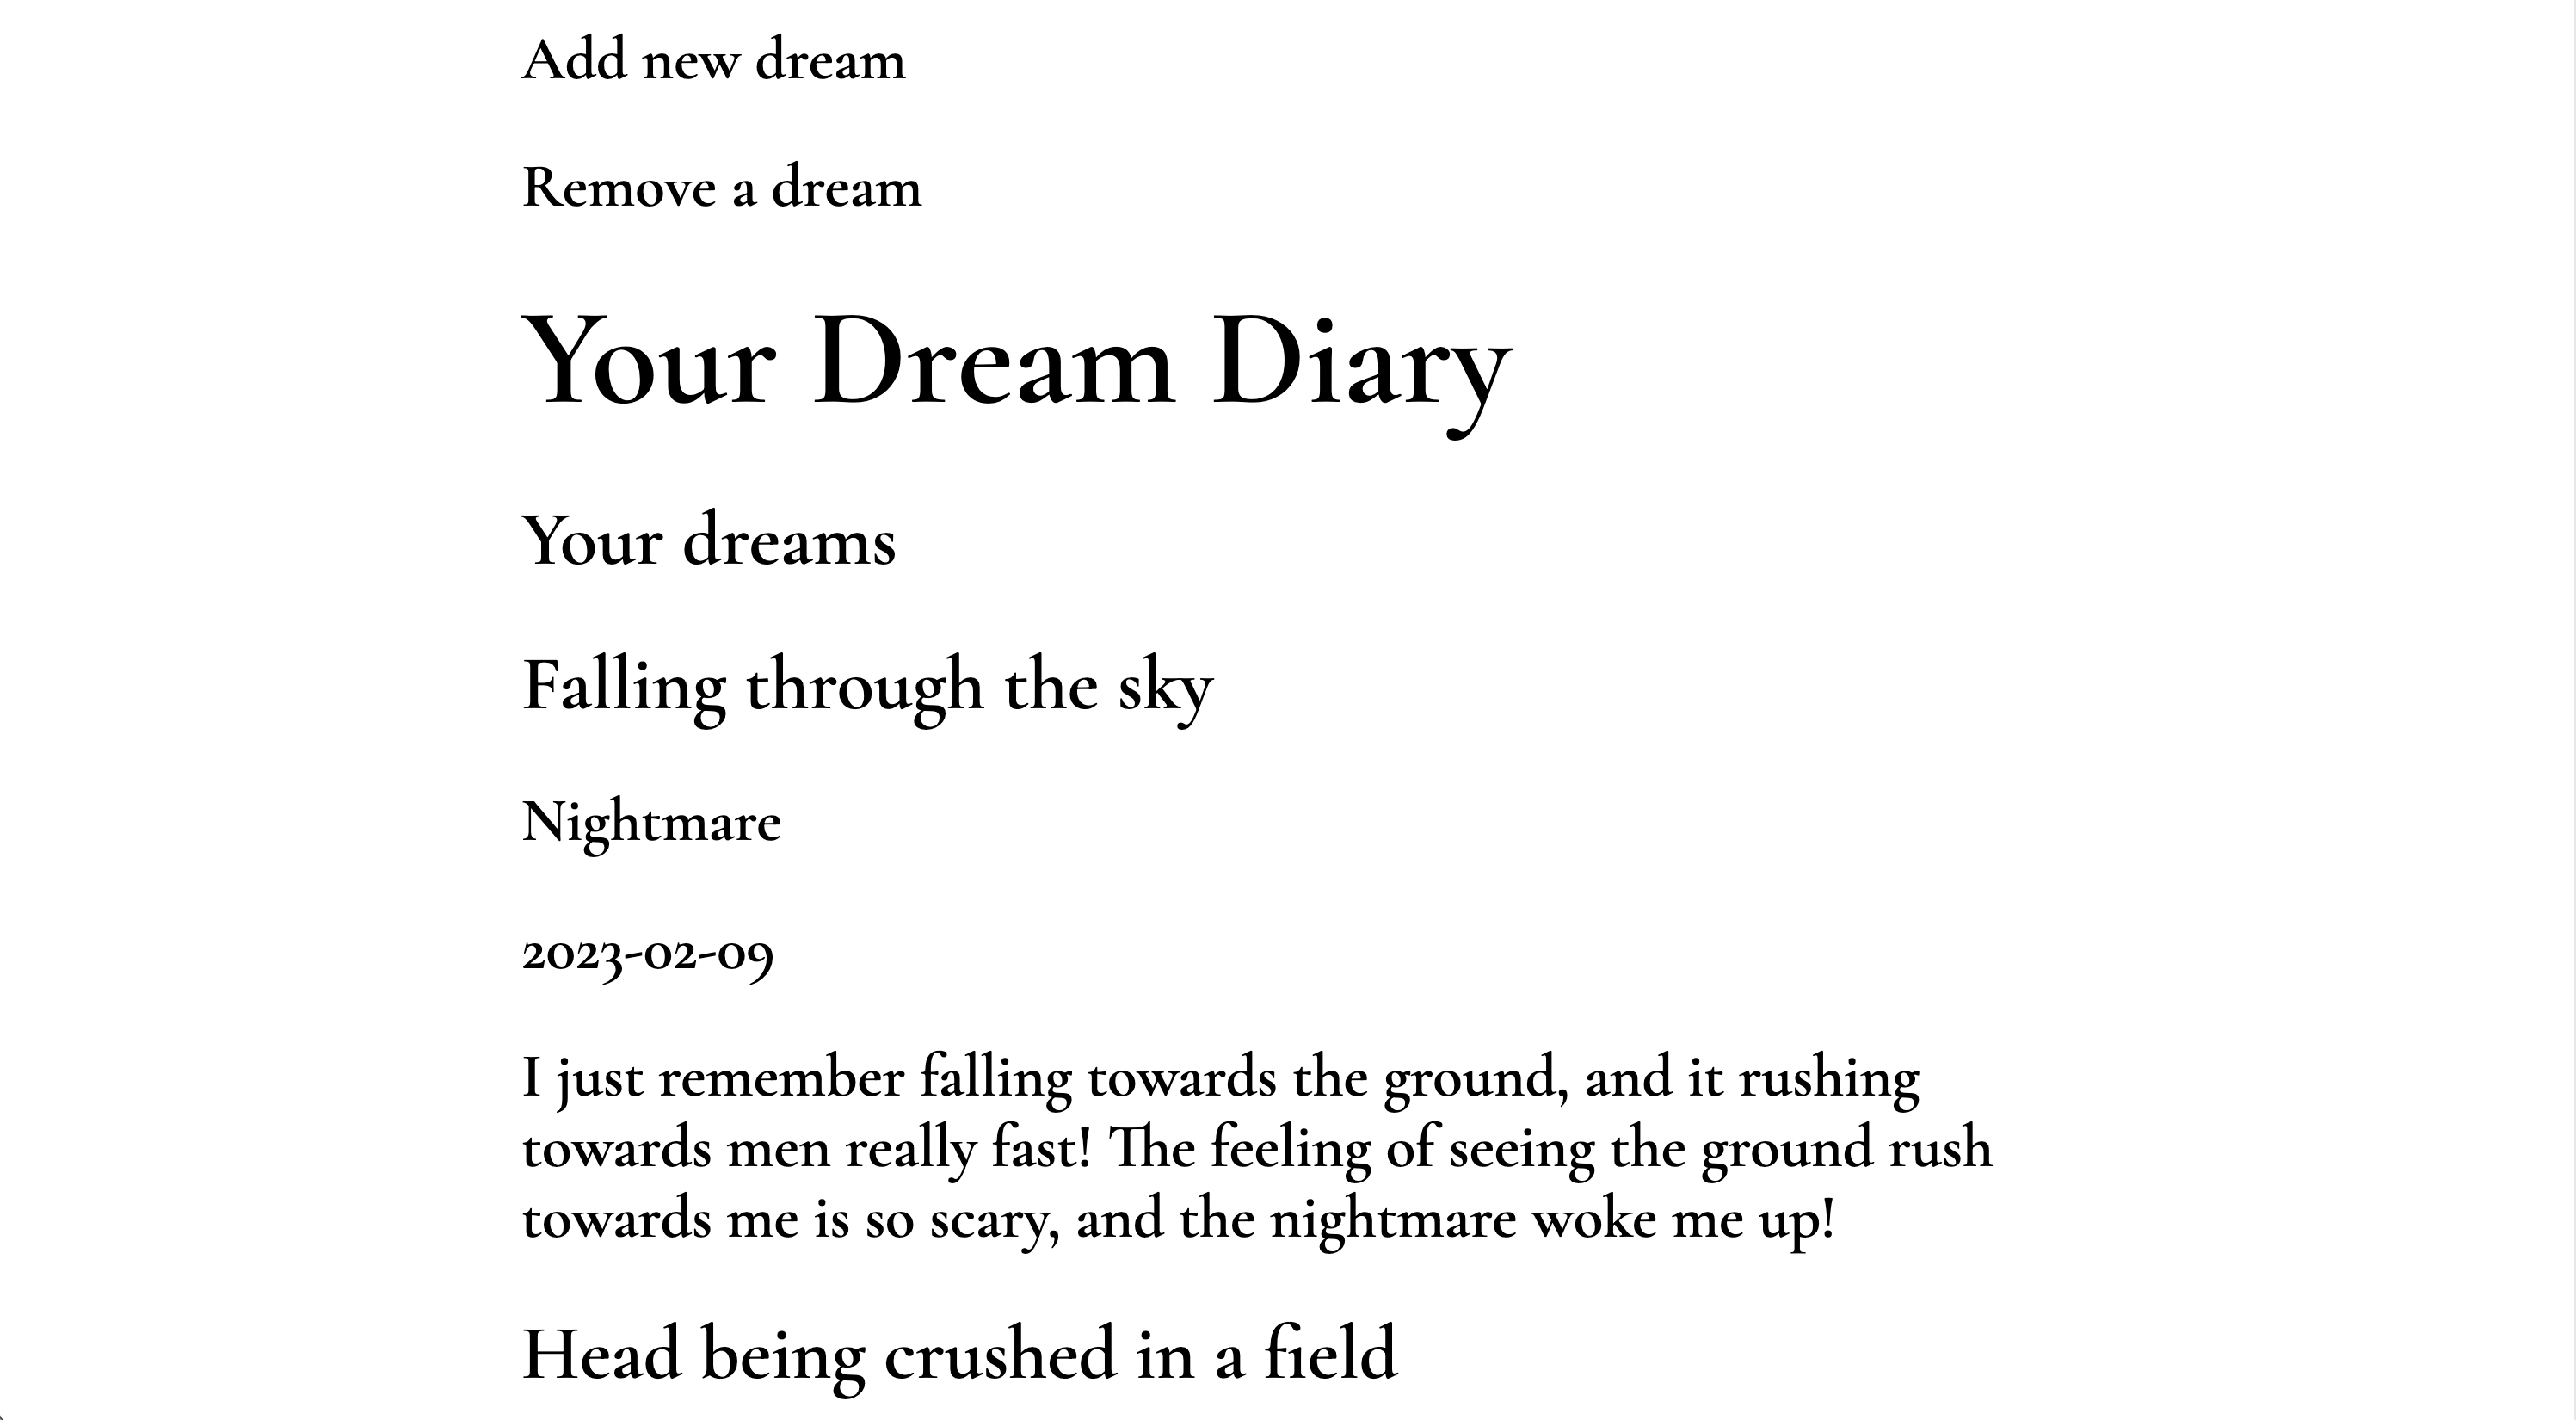 Add new dream
Remove a dream
Your Dream Diary
Your dreams
Falling through the sky
Nightmare
2023-02-09
I just remember falling towards the ground, and it rushing
towards men really fast! The feeling of seeing the ground rush
towards me is so scary, and the nightmare woke me up!
Head being crushed in a field